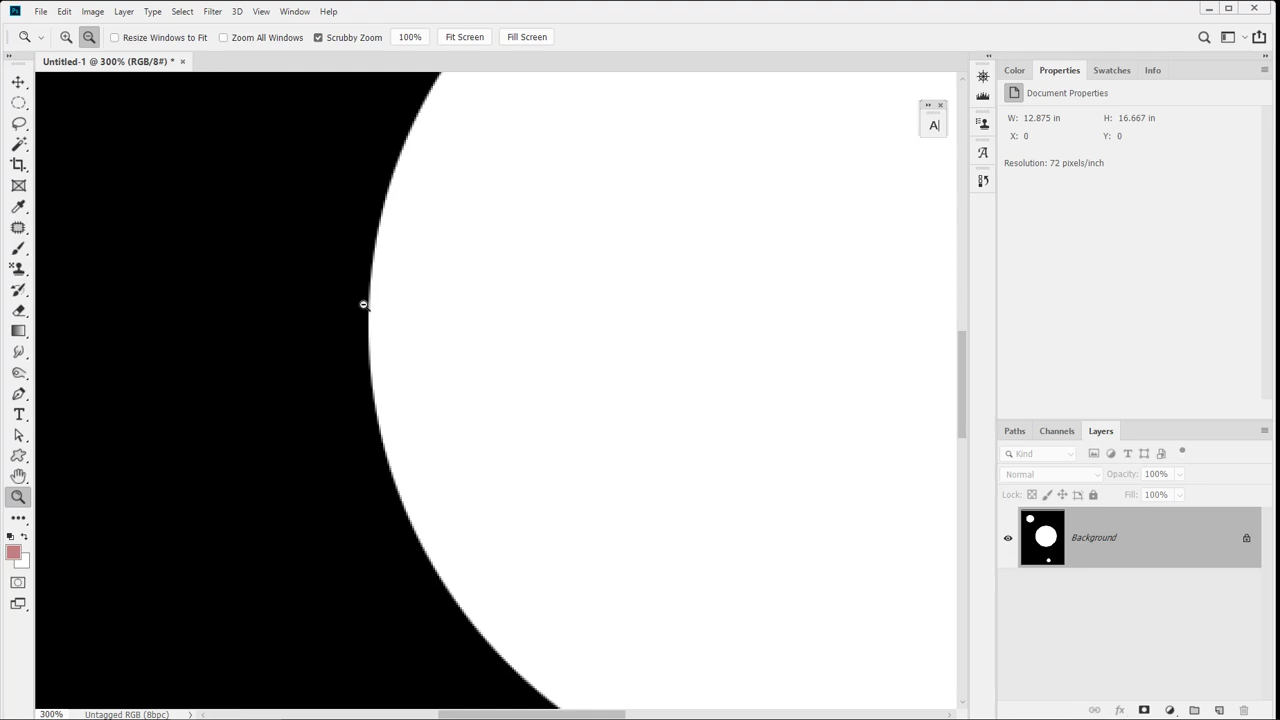 Ps File Edit Image Layer Type Select Filter 3D View Window Help
Resize Windows to Fit Zoom All Windows Scrubby Zoom 100% Fit Screen Fill Screen
Untitled-1 @ 300% (RGB/8#) * ×
Color Properties Swatches Info
Document Properties
W: 12.875 in H: 16.667 in
X: 0 Y: 0
Resolution: 72 pixels/inch
Paths Channels Layers
Kind
Normal Opacity: 100%
Lock: Fill: 100%
Background
300% Untagged RGB (8bpc)